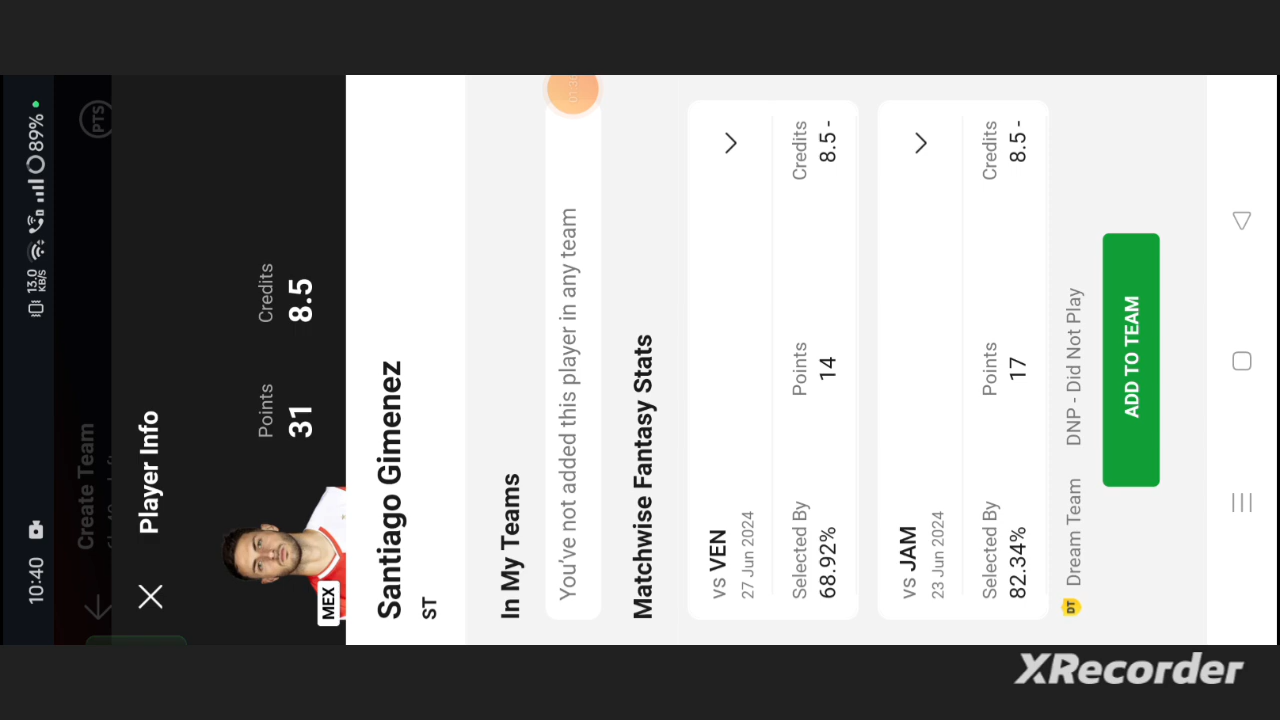 10:40
13.0
KB/S
89%
Create Team
PTS
Player Info
Points
31
Credits
8.5
MEX
Santiago Gimenez
ST
In My Teams
You've not added this player in any team
Matchwise Fantasy Stats
vs VEN
27 Jun 2024
Selected By Points Credits
68.92% 14 8.5 -
vs JAM
23 Jun 2024
Selected By Points Credits
82.34% 17 8.5 -
DT Dream Team DNP - Did Not Play
ADD TO TEAM
XRecorder